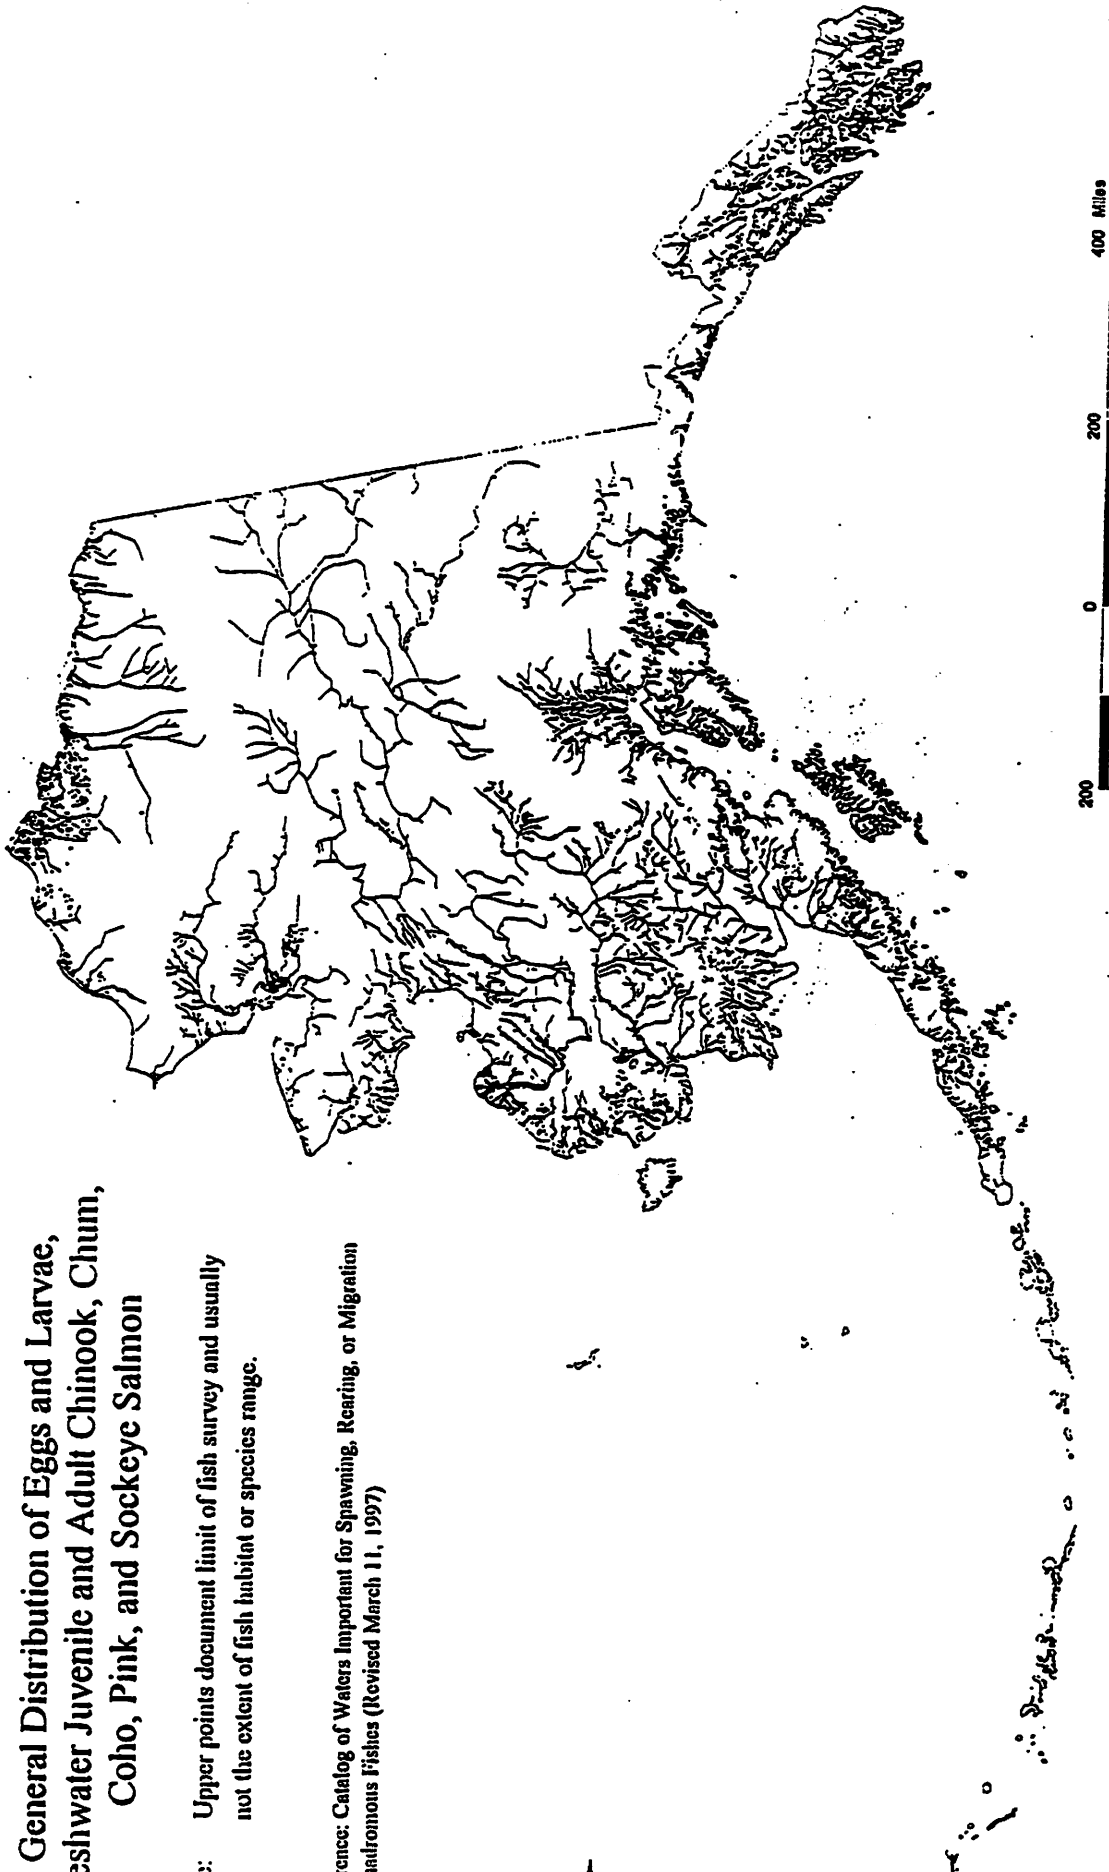 General Distribution of Eggs and Larvae,
eshwater Juvenile and Adult Chinook, Chum,
Coho, Pink, and Sockeye Salmon
e: Upper points document limit of fish survey and usually
not the extent of fish habitat or species range.
rence: Catalog of Waters Important for Spawning, Rearing, or Migration
nadromous Fishes (Revised March 11, 1997)
200 0 200 400 Miles